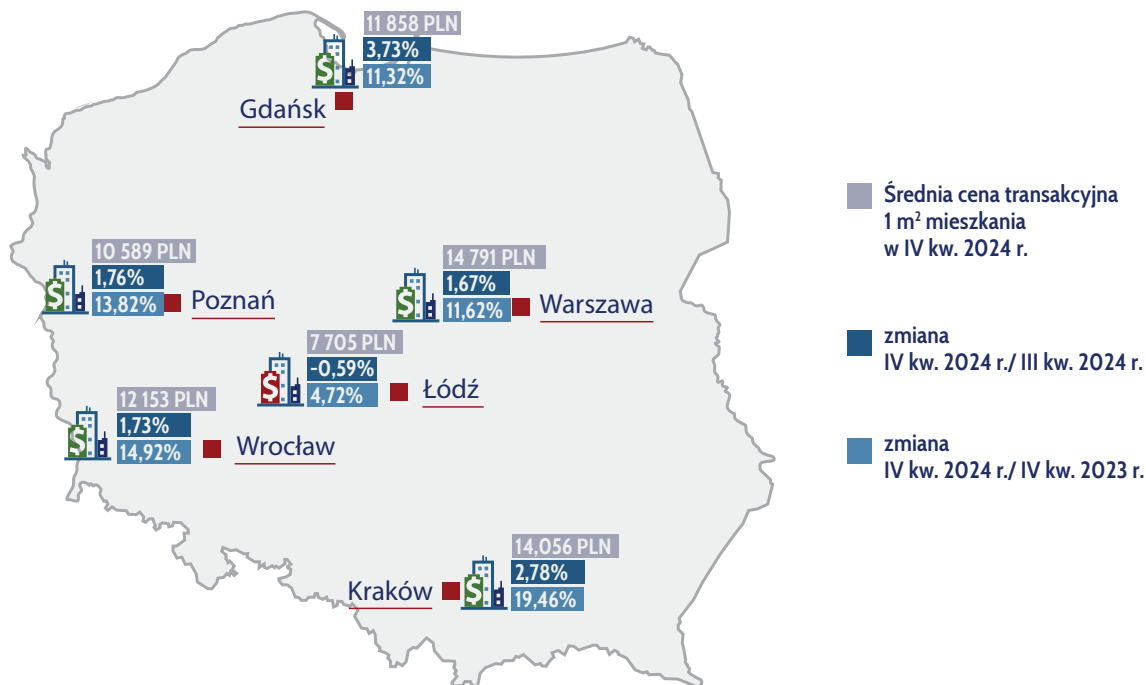 11 858 PLN
3,73%
11,32%
Gdańsk
10 589 PLN
1,76%
13,82%
Poznań
14 791 PLN
1,67%
11,62%
Warszawa
7 705 PLN
-0,59%
4,72%
Łódź
12 153 PLN
1,73%
14,92%
Wrocław
14,056 PLN
2,78%
19,46%
Kraków
Średnia cena transakcyjna
1 m² mieszkania
w IV kw. 2024 r.
zmiana
IV kw. 2024 r./ III kw. 2024 r.
zmiana
IV kw. 2024 r./ IV kw. 2023 r.